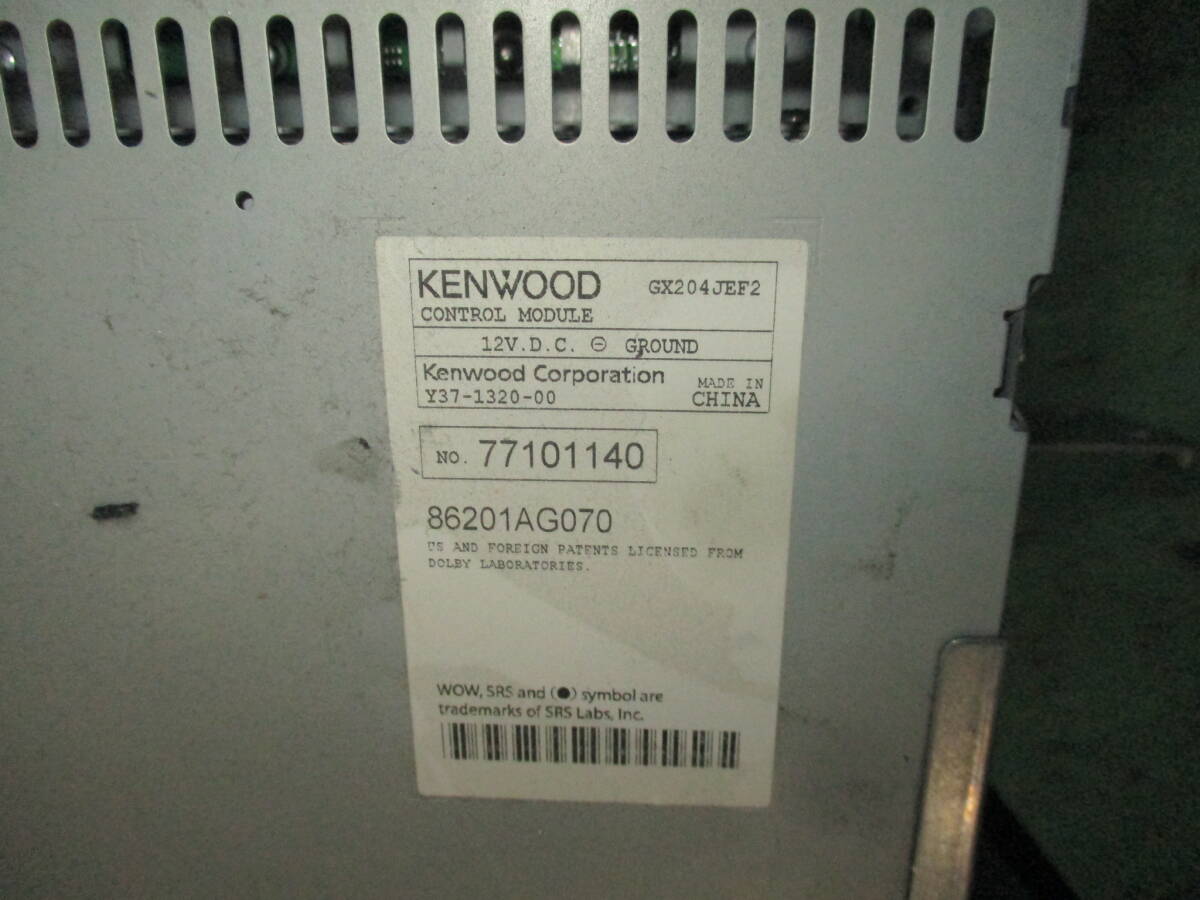 KENWOOD GX204JEF2
CONTROL MODULE
12V.D.C. ⊖ GROUND
Kenwood Corporation
Y37-1320-00
MADE IN
CHINA
NO. 77101140
86201AG070
US AND FOREIGN PATENTS LICENSED FROM
DOLBY LABORATORIES.
WOW, SRS and (●) symbol are
trademarks of SRS Labs, Inc.